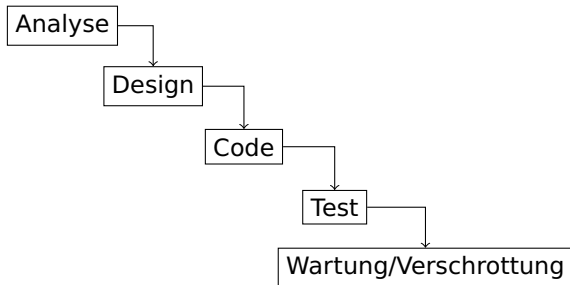 Analyse
Design
Code
Test
Wartung/Verschrottung